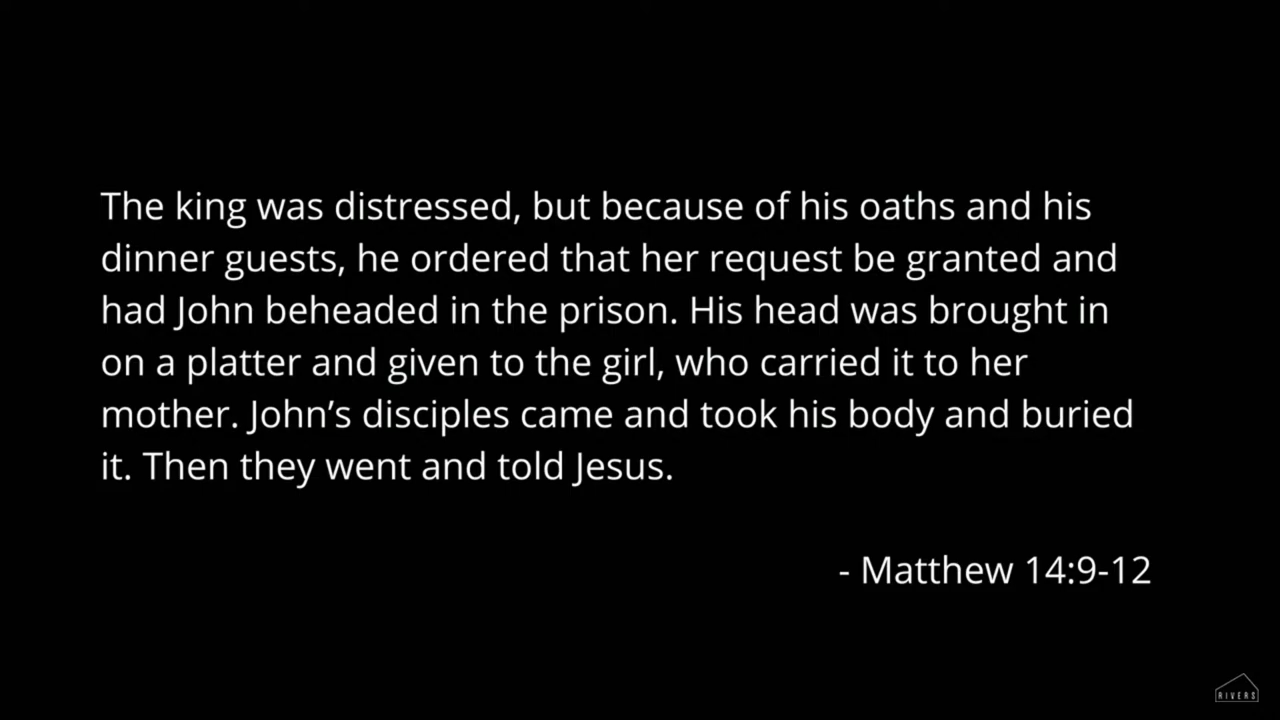 The king was distressed, but because of his oaths and his
dinner guests, he ordered that her request be granted and
had John beheaded in the prison. His head was brought in
on a platter and given to the girl, who carried it to her
mother. John’s disciples came and took his body and buried
it. Then they went and told Jesus.
- Matthew 14:9-12
RIVERS